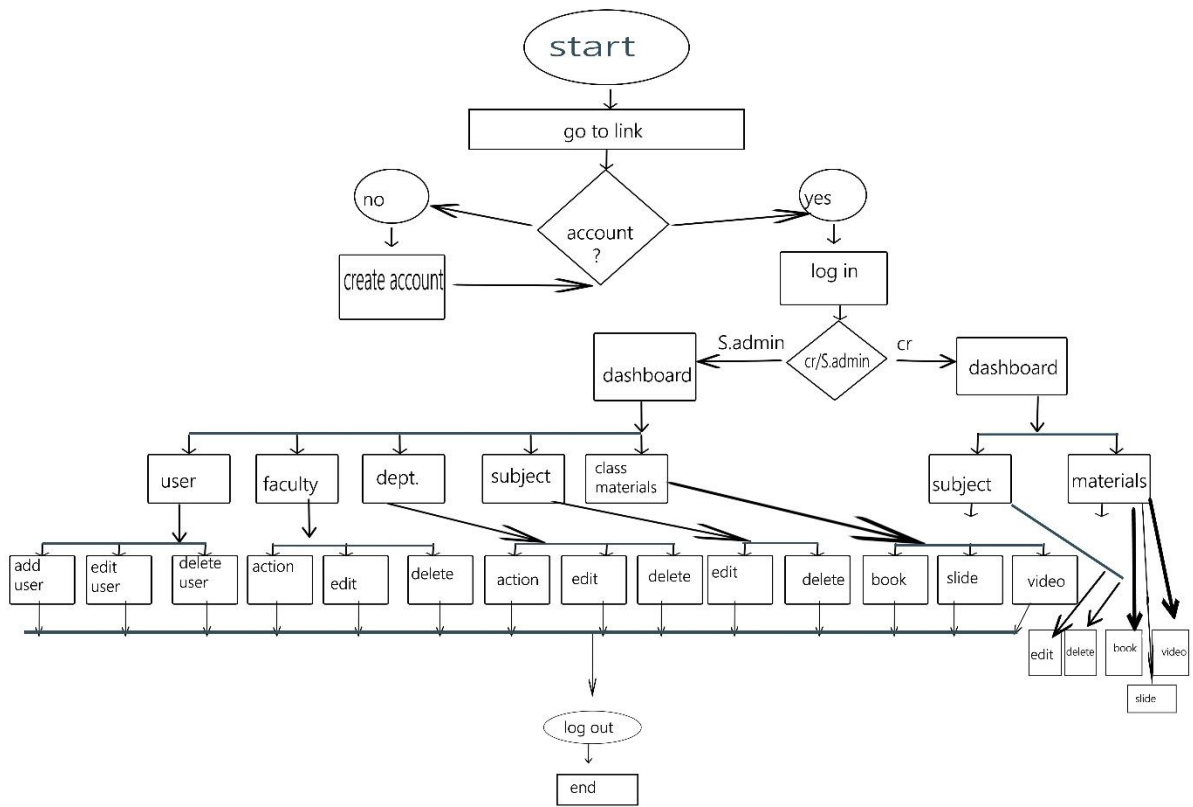 start
go to link
no
yes
account
?
create account
log in
S.admin
cr/S.admin
cr
dashboard
dashboard
user
faculty
dept.
subject
class
materials
subject
materials
add
user
edit
user
delete
user
action
edit
delete
action
edit
delete
edit
delete
book
slide
video
edit
delete
book
video
slide
log out
end